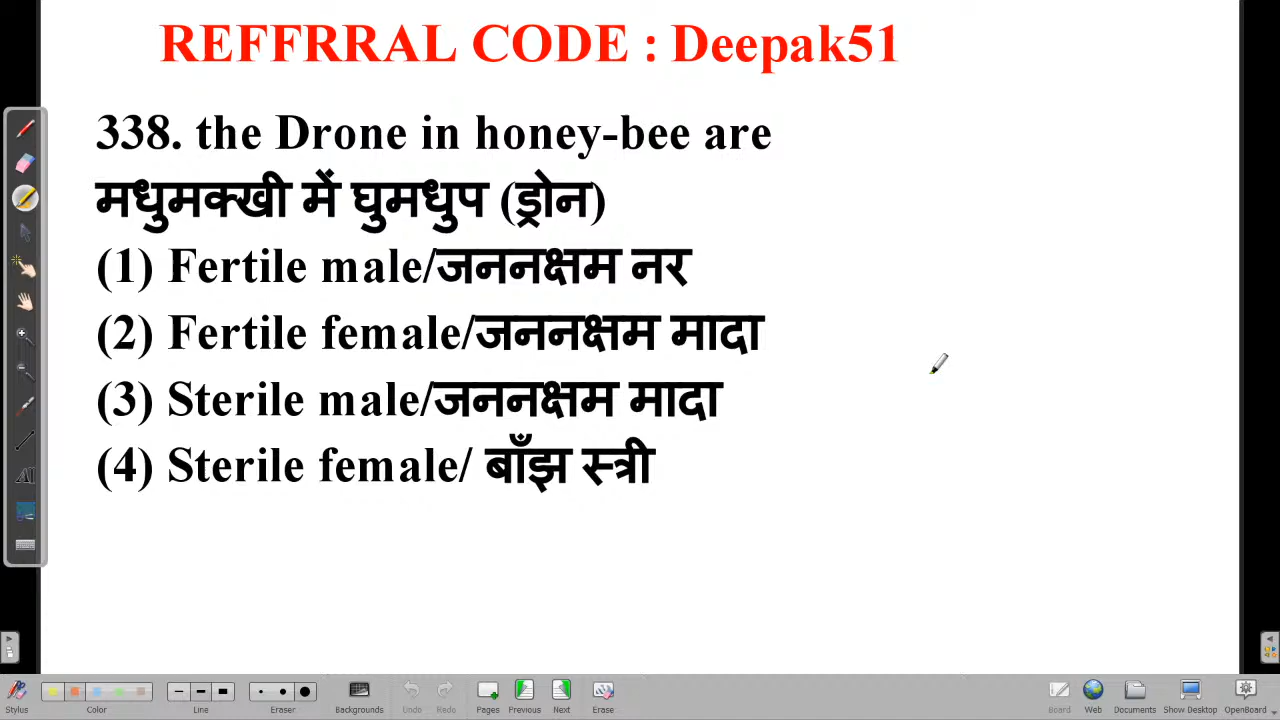 REFFRRAL CODE : Deepak51
338. the Drone in honey-bee are
मधुमक्खी में घुमधुप (ड्रोन)
(1) Fertile male/जननक्षम नर
(2) Fertile female/जननक्षम मादा
(3) Sterile male/जननक्षम मादा
(4) Sterile female/ बाँझ स्त्री
Stylus Color Line Eraser Backgrounds Undo Redo Pages Previous Next Erase Board Web Documents Show Desktop OpenBoard